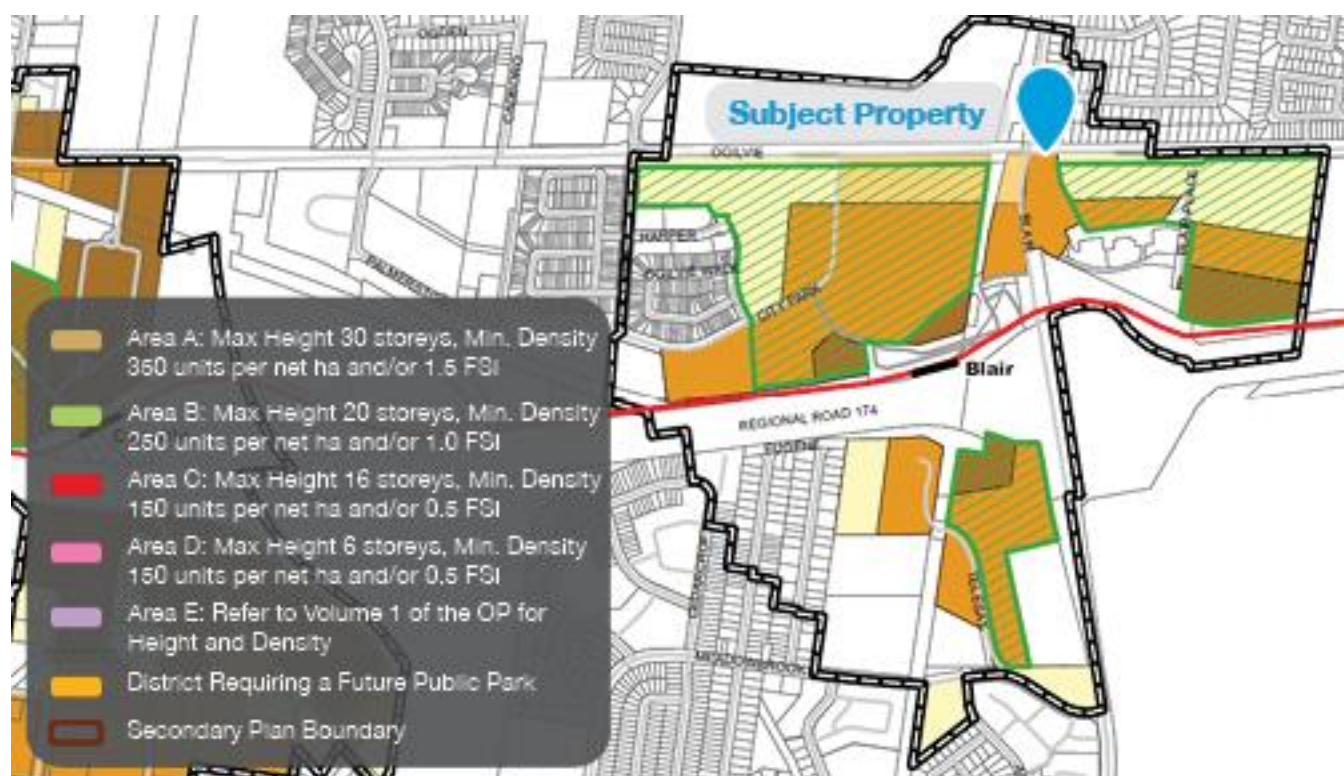 OGDEN
Subject Property
OGILVIE
HARPER
OGILVIE WALK
BLAIR
BLAIR PLACE
CITY PARK
Blair
REGIONAL ROAD 174
EUGENE
MEADOWBROOK
Area A: Max Height 30 storeys, Min. Density
350 units per net ha and/or 1.5 FSI
Area B: Max Height 20 storeys, Min. Density
250 units per net ha and/or 1.0 FSI
Area C: Max Height 16 storeys, Min. Density
150 units per net ha and/or 0.5 FSI
Area D: Max Height 6 storeys, Min. Density
150 units per net ha and/or 0.5 FSI
Area E: Refer to Volume 1 of the OP for
Height and Density
District Requiring a Future Public Park
Secondary Plan Boundary